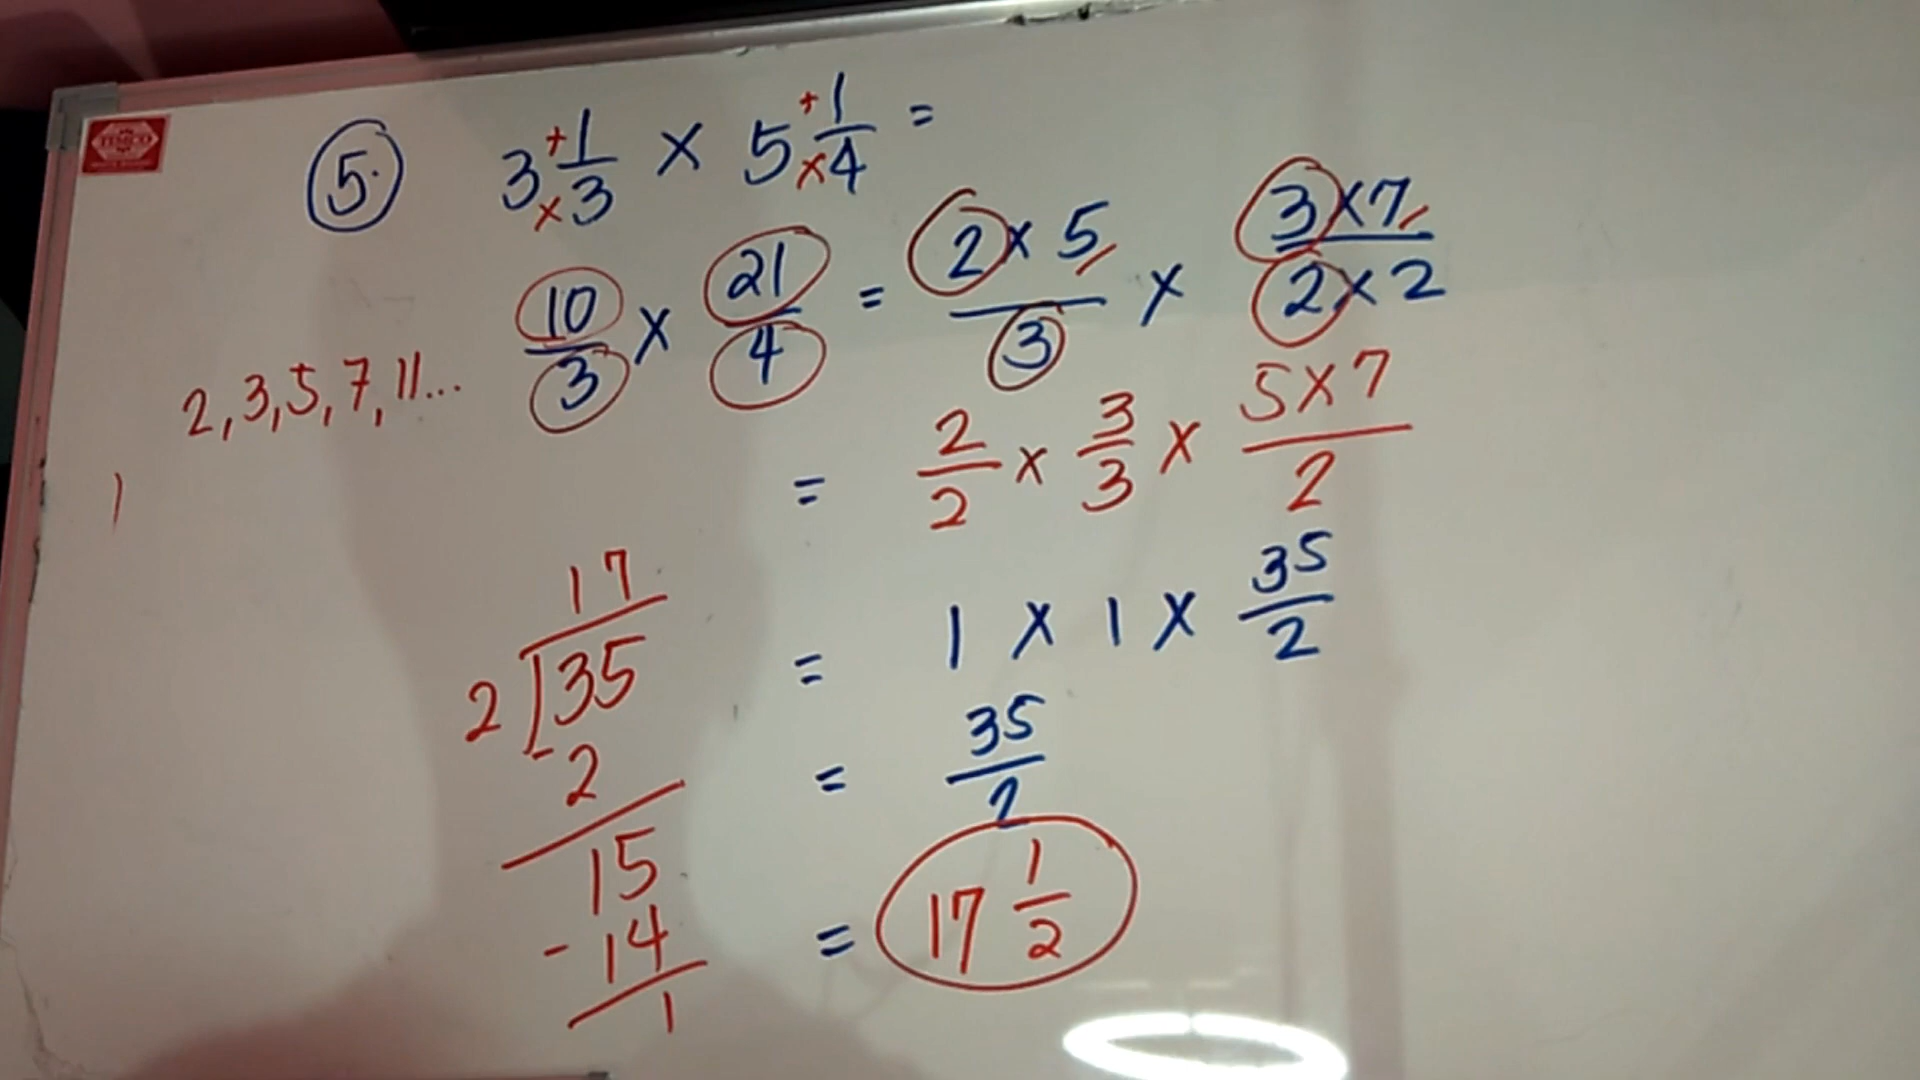 TEMCO
5. 3 + 1/3 × × 5 + 1/4 × =
10/3 × 21/4 = 2×5/3 × 3×7/2×2
2, 3, 5, 7, 11...
1
= 2/2 × 3/3 × 5×7/2
= 1 × 1 × 35/2
= 35/2
= 17 1/2
17
2 35
- 2
15
- 14
1